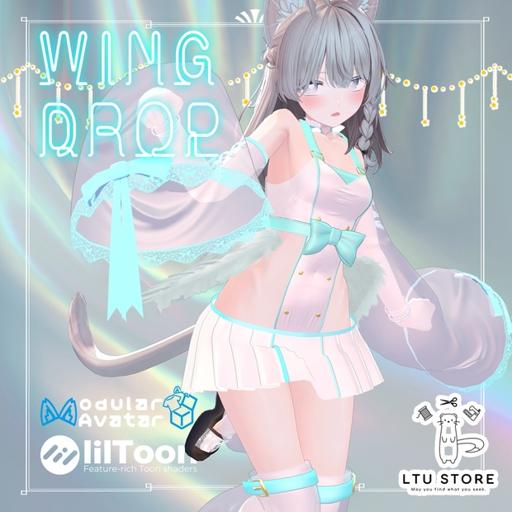 WING
DROP
Modular
Avatar
lilToon
Feature-rich Toon shaders
LTU STORE
May you find what you seek.